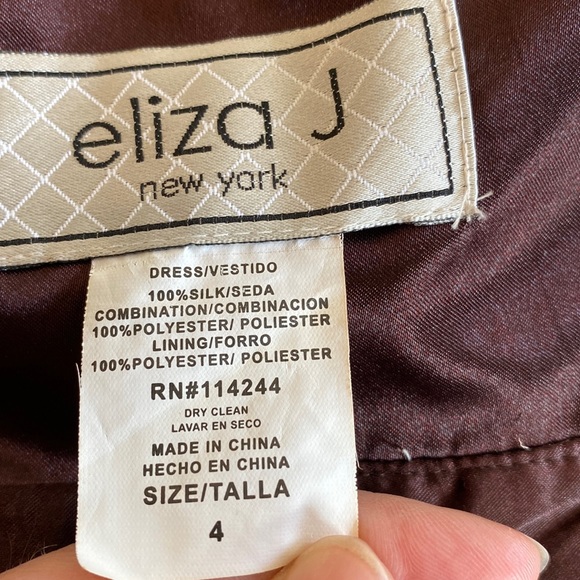 eliza J
new york
DRESS/VESTIDO
100%SILK/SEDA
COMBINATION/COMBINACION
100%POLYESTER/ POLIESTER
LINING/FORRO
100%POLYESTER/ POLIESTER
RN#114244
DRY CLEAN
LAVAR EN SECO
MADE IN CHINA
HECHO EN CHINA
SIZE/TALLA
4